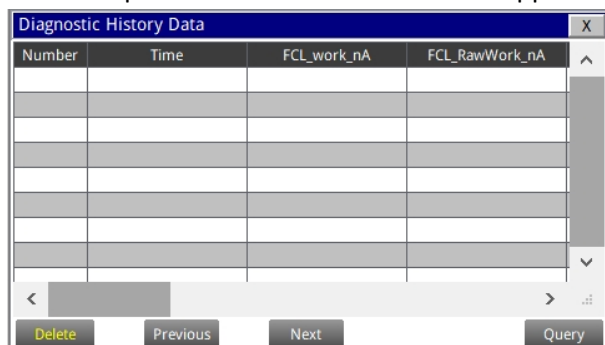 Diagnostic History Data X
Number Time FCL_work_nA FCL_RawWork_nA
Delete Previous Next Query